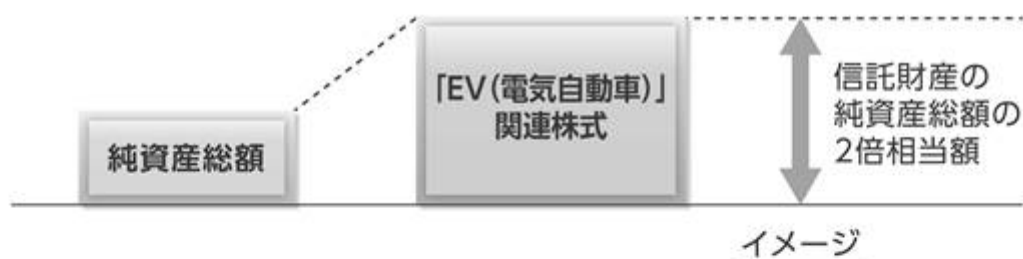 純資産総額
「EV(電気自動車)」
関連株式
信託財産の
純資産総額の
2倍相当額
イメージ